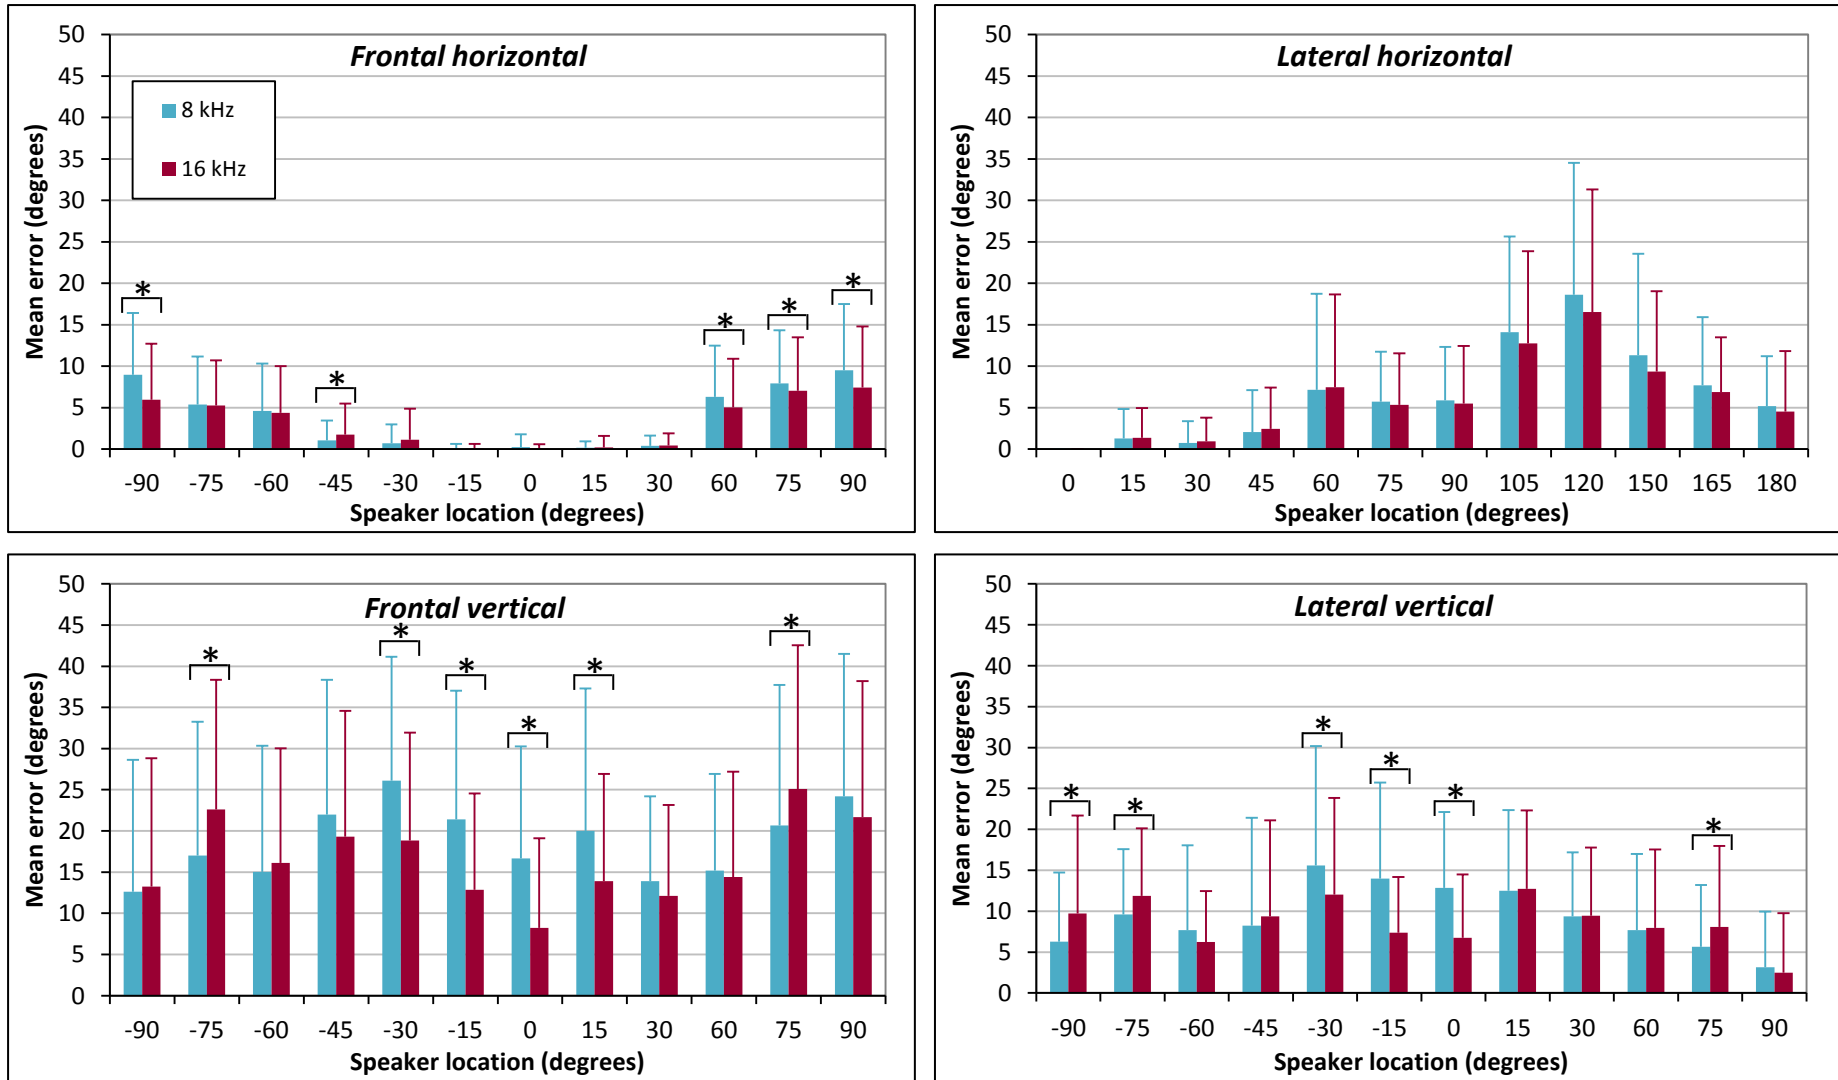 Frontal horizontal
50
45
40
35
30
25
20
15
10
5
0
Mean error (degrees)
8 kHz
16 kHz
* * * * *
-90 -75 -60 -45 -30 -15 0 15 30 60 75 90
Speaker location (degrees)
Lateral horizontal
50
45
40
35
30
25
20
15
10
5
0
Mean error (degrees)
0 15 30 45 60 75 90 105 120 150 165 180
Speaker location (degrees)
Frontal vertical
50
45
40
35
30
25
20
15
10
5
0
Mean error (degrees)
* * * * * *
-90 -75 -60 -45 -30 -15 0 15 30 60 75 90
Speaker location (degrees)
Lateral vertical
50
45
40
35
30
25
20
15
10
5
0
Mean error (degrees)
* * * * * *
-90 -75 -60 -45 -30 -15 0 15 30 60 75 90
Speaker location (degrees)